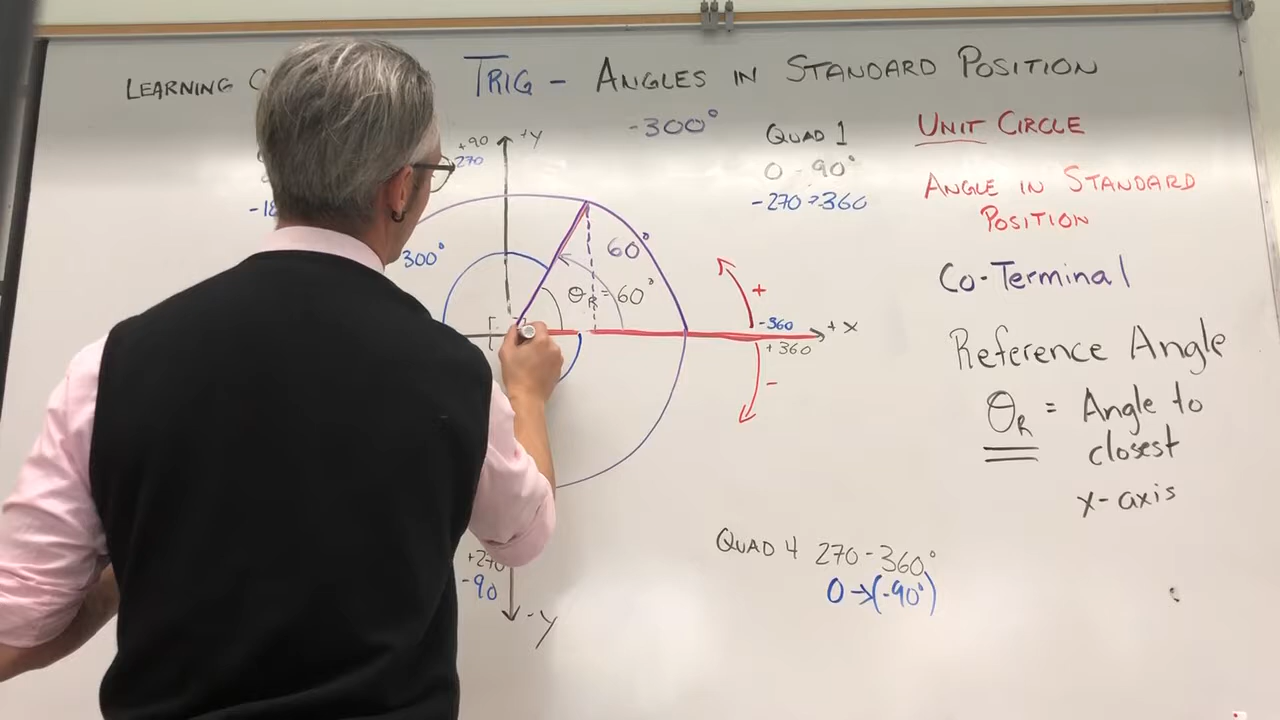 LEARNING
TRIG - ANGLES IN STANDARD POSITION
-300°
QUAD 1
0 - 90°
-270 → 360
UNIT CIRCLE
ANGLE IN STANDARD
POSITION
Co-Terminal
Reference Angle
θR = Angle to
closest
x-axis
+90
270
+Y
-18
300°
60°
θR = 60°
+
-360
+ X
+360
-
+270
-90
-Y
QUAD 4 270 - 360°
0 → (-90°)